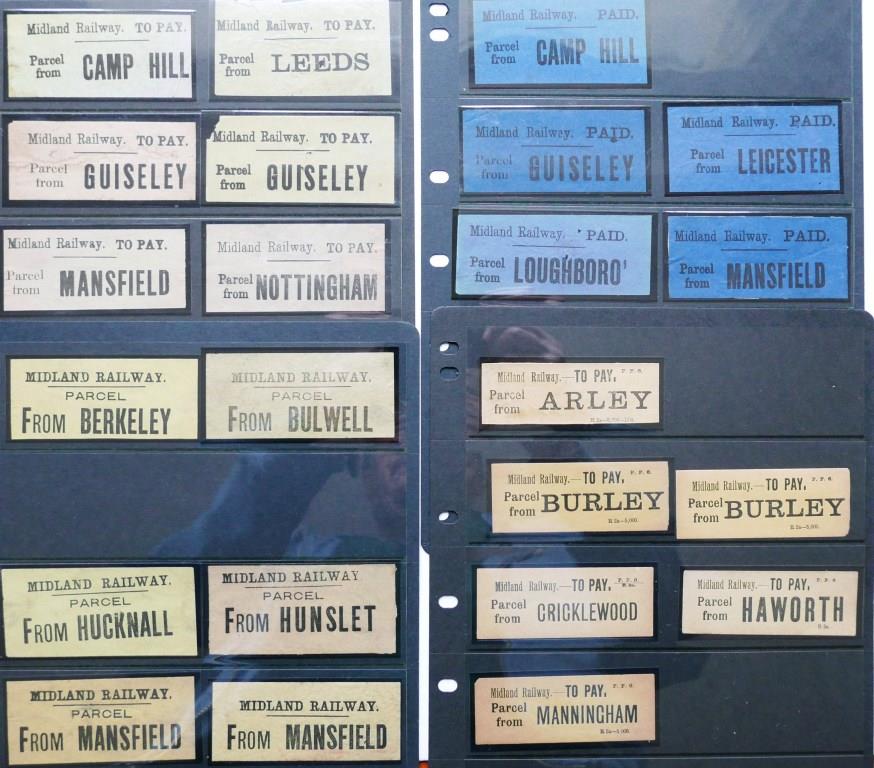 Midland Railway. TO PAY.
Parcel from CAMP HILL
Midland Railway. TO PAY.
Parcel from LEEDS
Midland Railway. TO PAY.
Parcel from GUISELEY
Midland Railway. TO PAY.
Parcel from GUISELEY
Midland Railway. TO PAY.
Parcel from MANSFIELD
Midland Railway. TO PAY.
Parcel from NOTTINGHAM
Midland Railway. PAID.
Parcel from CAMP HILL
Midland Railway. PAID.
Parcel from GUISELEY
Midland Railway. PAID.
Parcel from LEICESTER
Midland Railway. PAID.
Parcel from LOUGHBORO'
Midland Railway. PAID.
Parcel from MANSFIELD
MIDLAND RAILWAY.
PARCEL
FROM BERKELEY
MIDLAND RAILWAY.
PARCEL
FROM BULWELL
MIDLAND RAILWAY.
PARCEL
FROM HUCKNALL
MIDLAND RAILWAY
PARCEL
FROM HUNSLET
MIDLAND RAILWAY.
PARCEL
FROM MANSFIELD
MIDLAND RAILWAY.
FROM MANSFIELD
Midland Railway.—TO PAY.
Parcel from ARLEY
Midland Railway.—TO PAY. P.F. 6.
Parcel from BURLEY
Midland Railway.—TO PAY. P.F. 6.
Parcel from BURLEY
Midland Railway.—TO PAY.
Parcel from CRICKLEWOOD
Midland Railway.—TO PAY.
Parcel from HAWORTH
Midland Railway.—TO PAY.
Parcel from MANNINGHAM